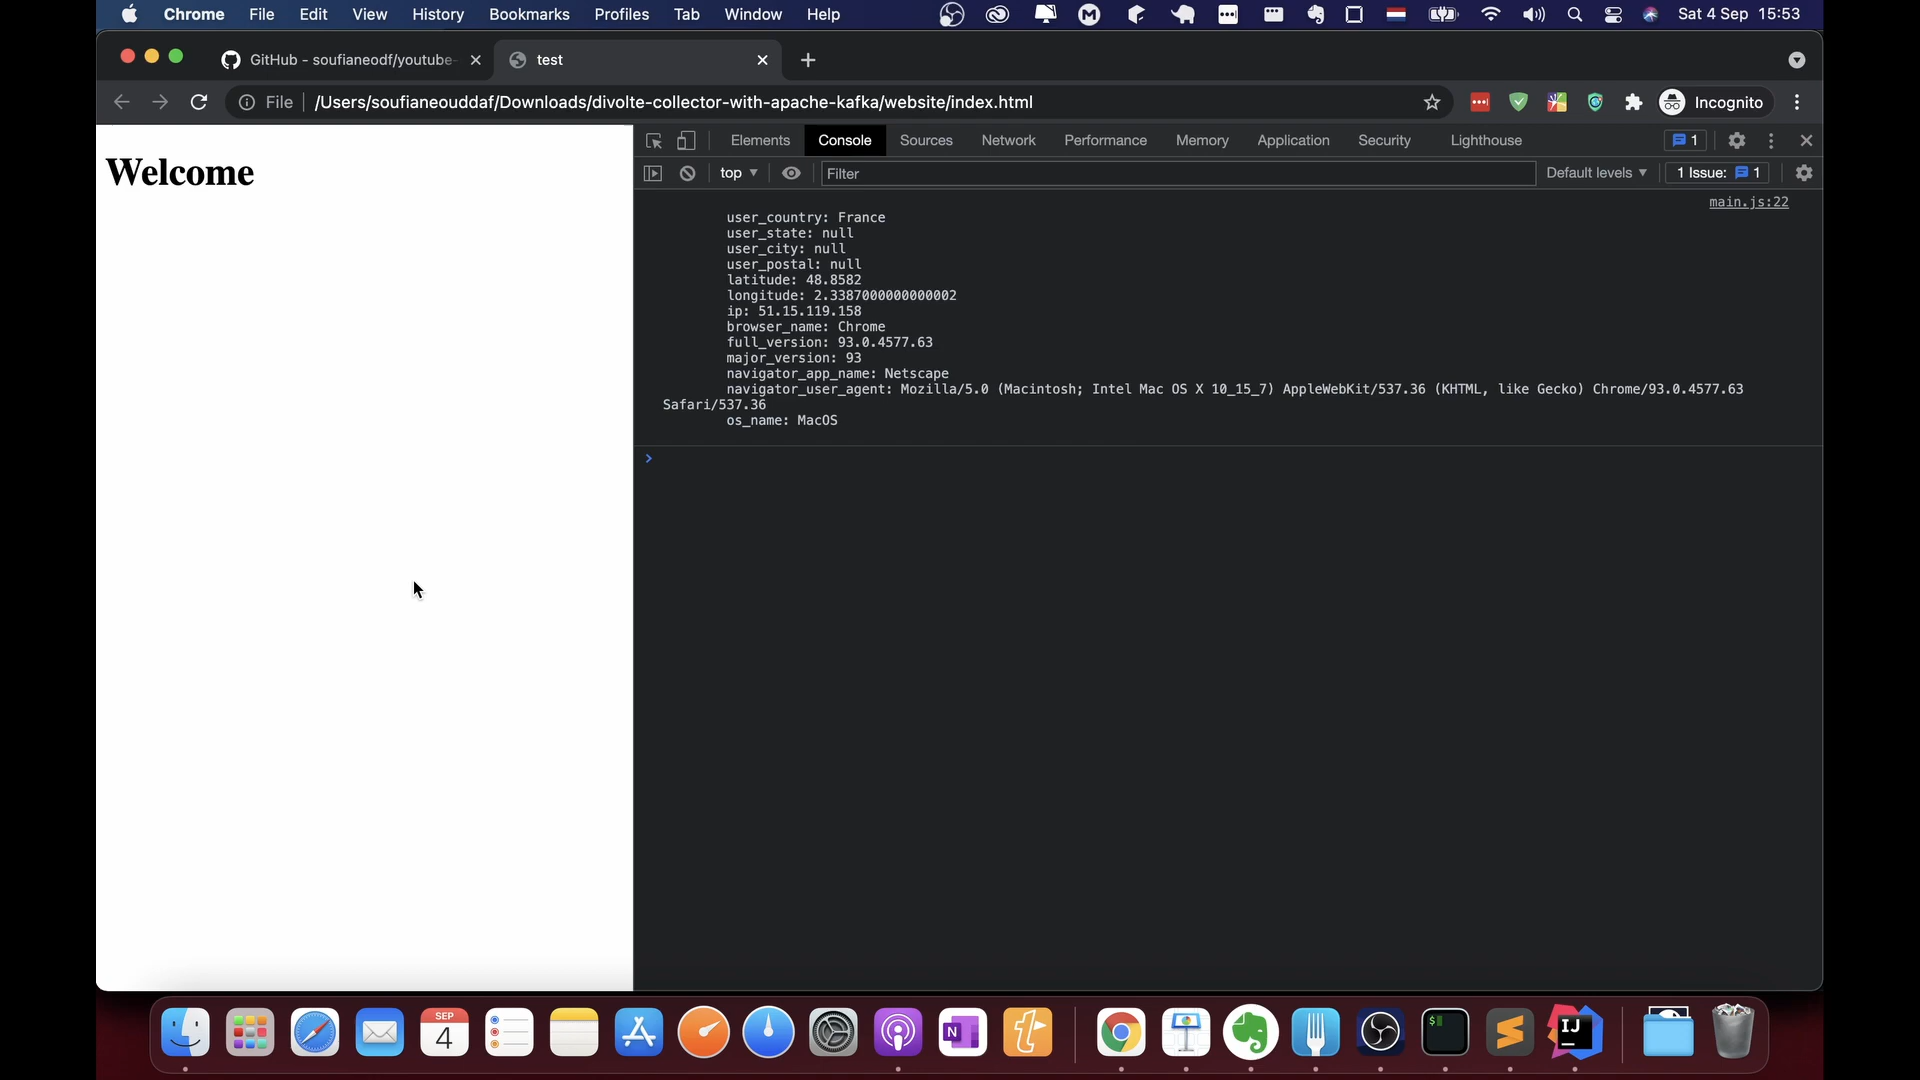 Chrome File Edit View History Bookmarks Profiles Tab Window Help Sat 4 Sep 15:53
GitHub - soufianeodf/youtube- test
File /Users/soufianeouddaf/Downloads/divolte-collector-with-apache-kafka/website/index.html Incognito
Elements Console Sources Network Performance Memory Application Security Lighthouse 1
top Filter Default levels 1 Issue: 1
Welcome
main.js:22
user_country: France
user_state: null
user_city: null
user_postal: null
latitude: 48.8582
longitude: 2.3387000000000002
ip: 51.15.119.158
browser_name: Chrome
full_version: 93.0.4577.63
major_version: 93
navigator_app_name: Netscape
navigator_user_agent: Mozilla/5.0 (Macintosh; Intel Mac OS X 10_15_7) AppleWebKit/537.36 (KHTML, like Gecko) Chrome/93.0.4577.63
Safari/537.36
os_name: MacOS
SEP
4
N
IJ